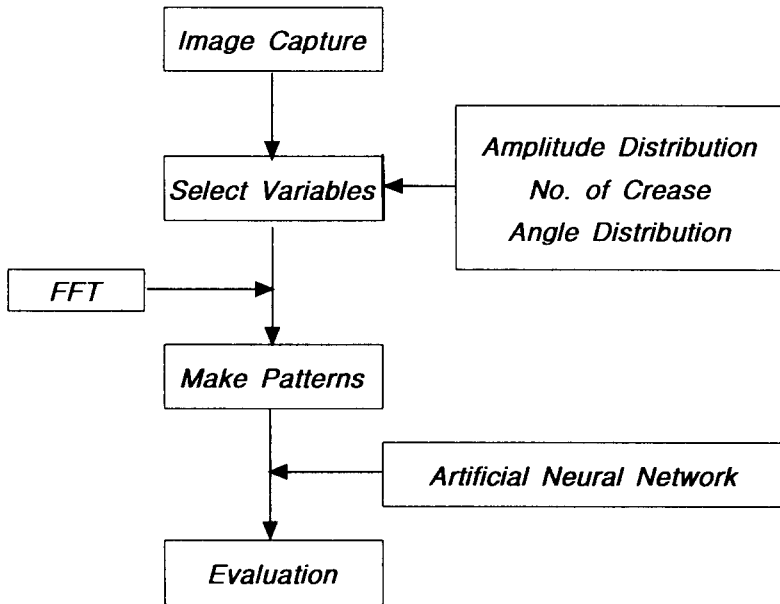 Image Capture
Select Variables
Amplitude Distribution
No. of Crease
Angle Distribution
FFT
Make Patterns
Artificial Neural Network
Evaluation